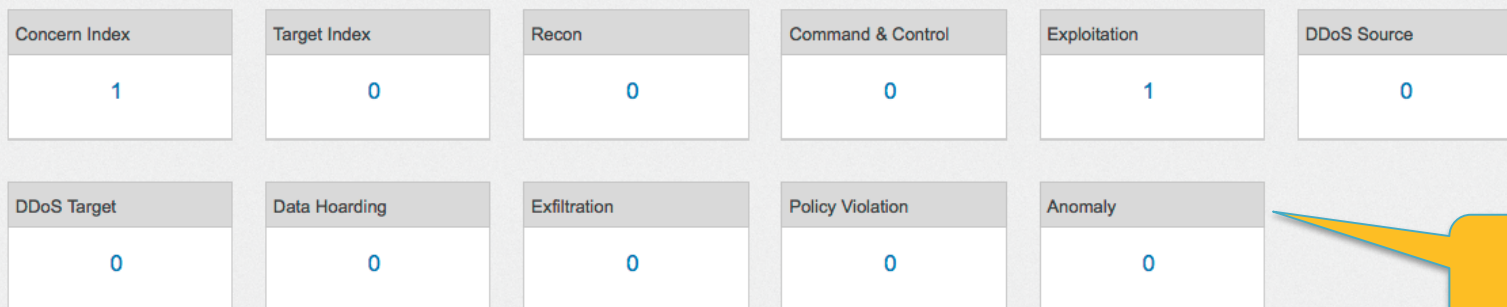 Concern Index Target Index Recon Command & Control Exploitation DDoS Source
1 0 0 0 1 0
DDoS Target Data Hoarding Exfiltration Policy Violation Anomaly
0 0 0 0 0